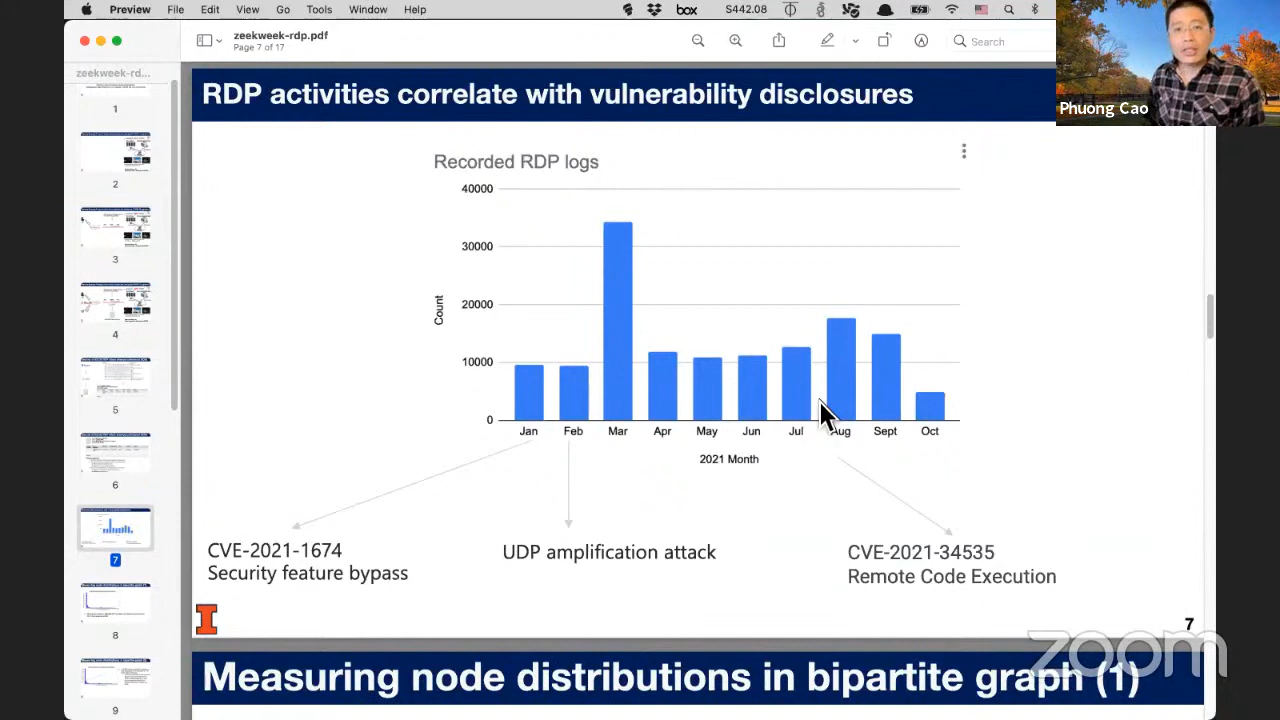 Preview File Edit View Go Tools Window Help box S442.08
zeekweek-rdp.pdf
Page 7 of 17
Search
zeekweek-rd...
1
2
3
4
5
6
7
8
9
Phuong Cao
RDP activities correlate with vulnerability disclosures
Recorded RDP logs
40000
30000
20000
10000
0
Count
Jan Feb Mar Apr May Jun Jul Aug Sept Oct
2021 Month
CVE-2021-1674
Security feature bypass
UDP amplification attack
CVE-2021-34535
Remote Code Execution
I
7
zoom
Measuring node distributions in bipartite graph (1)